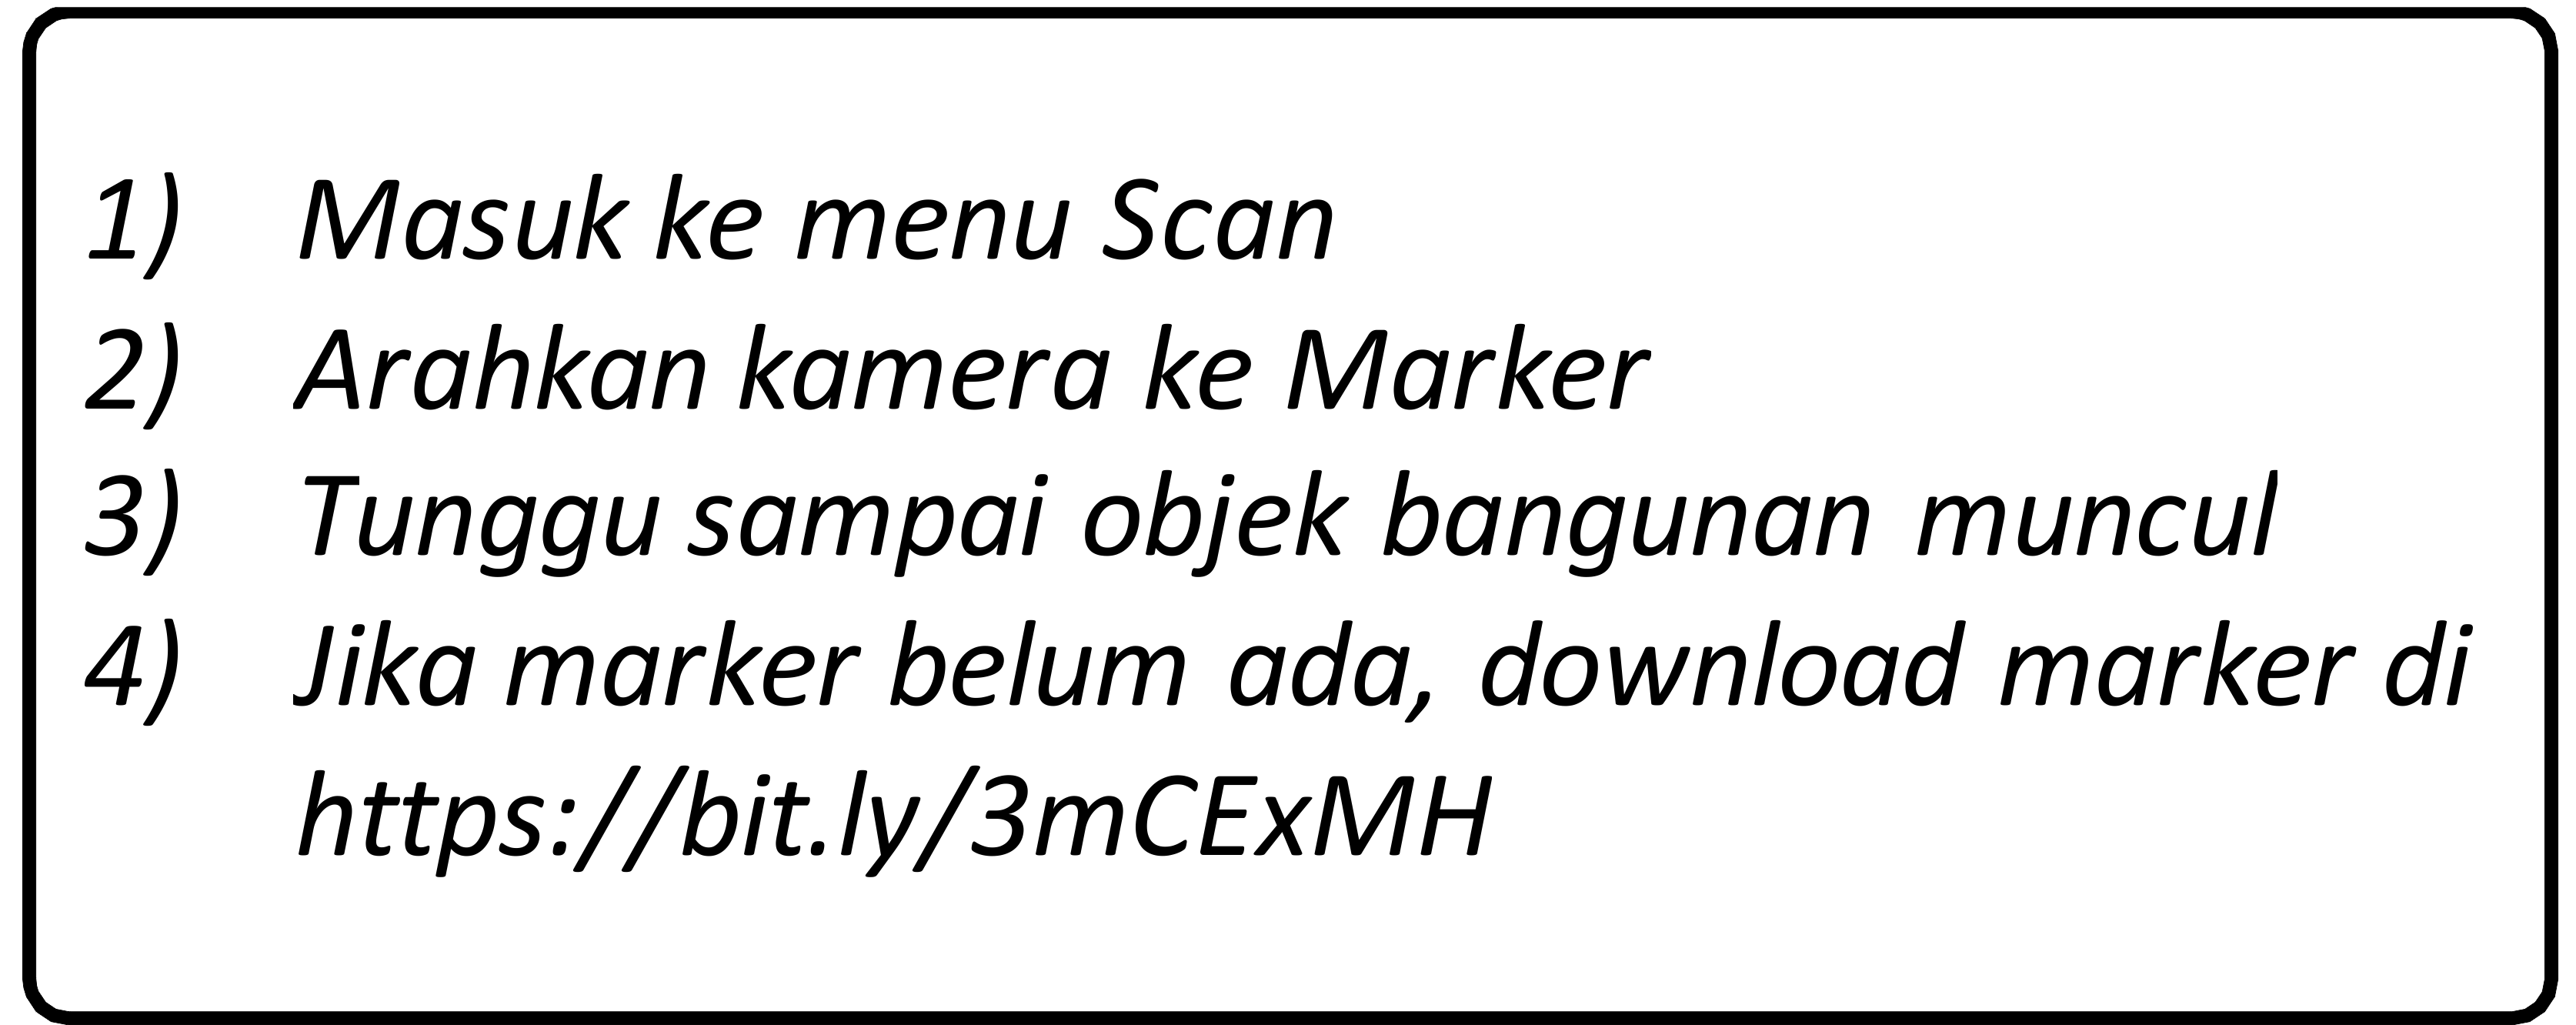 1) Masuk ke menu Scan
2) Arahkan kamera ke Marker
3) Tunggu sampai objek bangunan muncul
4) Jika marker belum ada, download marker di
https://bit.ly/3mCExMH